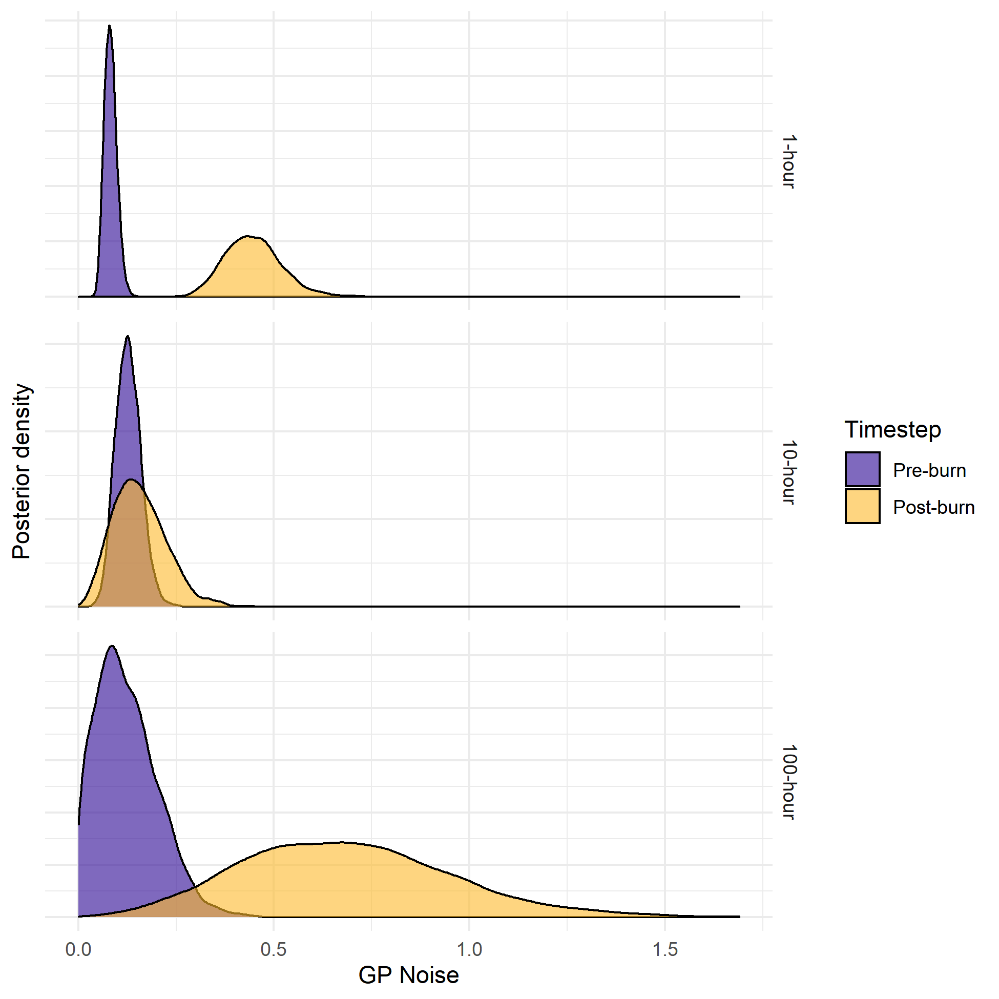 1-hour
10-hour
100-hour
Posterior density
0.0 0.5 1.0 1.5
GP Noise
Timestep
Pre-burn
Post-burn